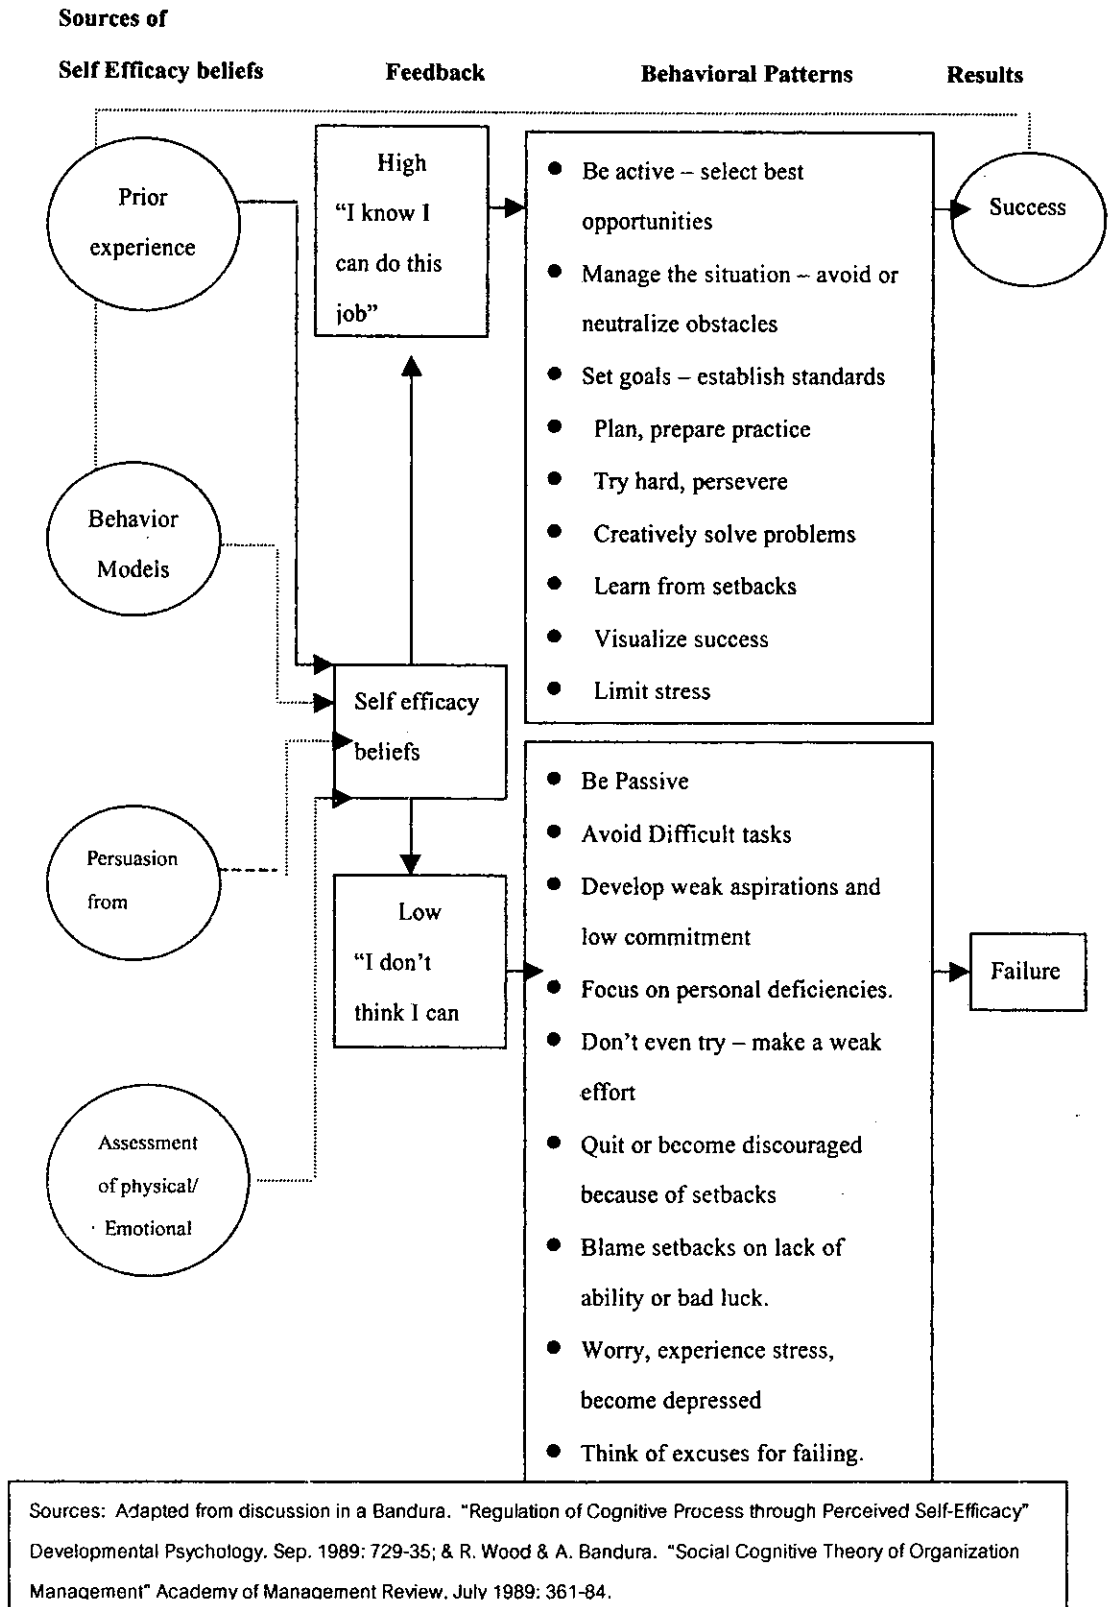 Sources of
Self Efficacy beliefs
Feedback
Behavioral Patterns
Results
Prior
experience
Behavior
Models
Persuasion
from
Assessment
of physical/
Emotional
Self efficacy
beliefs
High
“I know I
can do this
job”
Low
“I don't
think I can
● Be active – select best
opportunities
● Manage the situation – avoid or
neutralize obstacles
● Set goals – establish standards
● Plan, prepare practice
● Try hard, persevere
● Creatively solve problems
● Learn from setbacks
● Visualize success
● Limit stress
● Be Passive
● Avoid Difficult tasks
● Develop weak aspirations and
low commitment
● Focus on personal deficiencies.
● Don't even try – make a weak
effort
● Quit or become discouraged
because of setbacks
● Blame setbacks on lack of
ability or bad luck.
● Worry, experience stress,
become depressed
● Think of excuses for failing.
Success
Failure
Sources: Adapted from discussion in a Bandura. “Regulation of Cognitive Process through Perceived Self-Efficacy”
Developmental Psychology. Sep. 1989: 729-35; & R. Wood & A. Bandura. “Social Cognitive Theory of Organization
Management” Academy of Management Review. July 1989: 361-84.